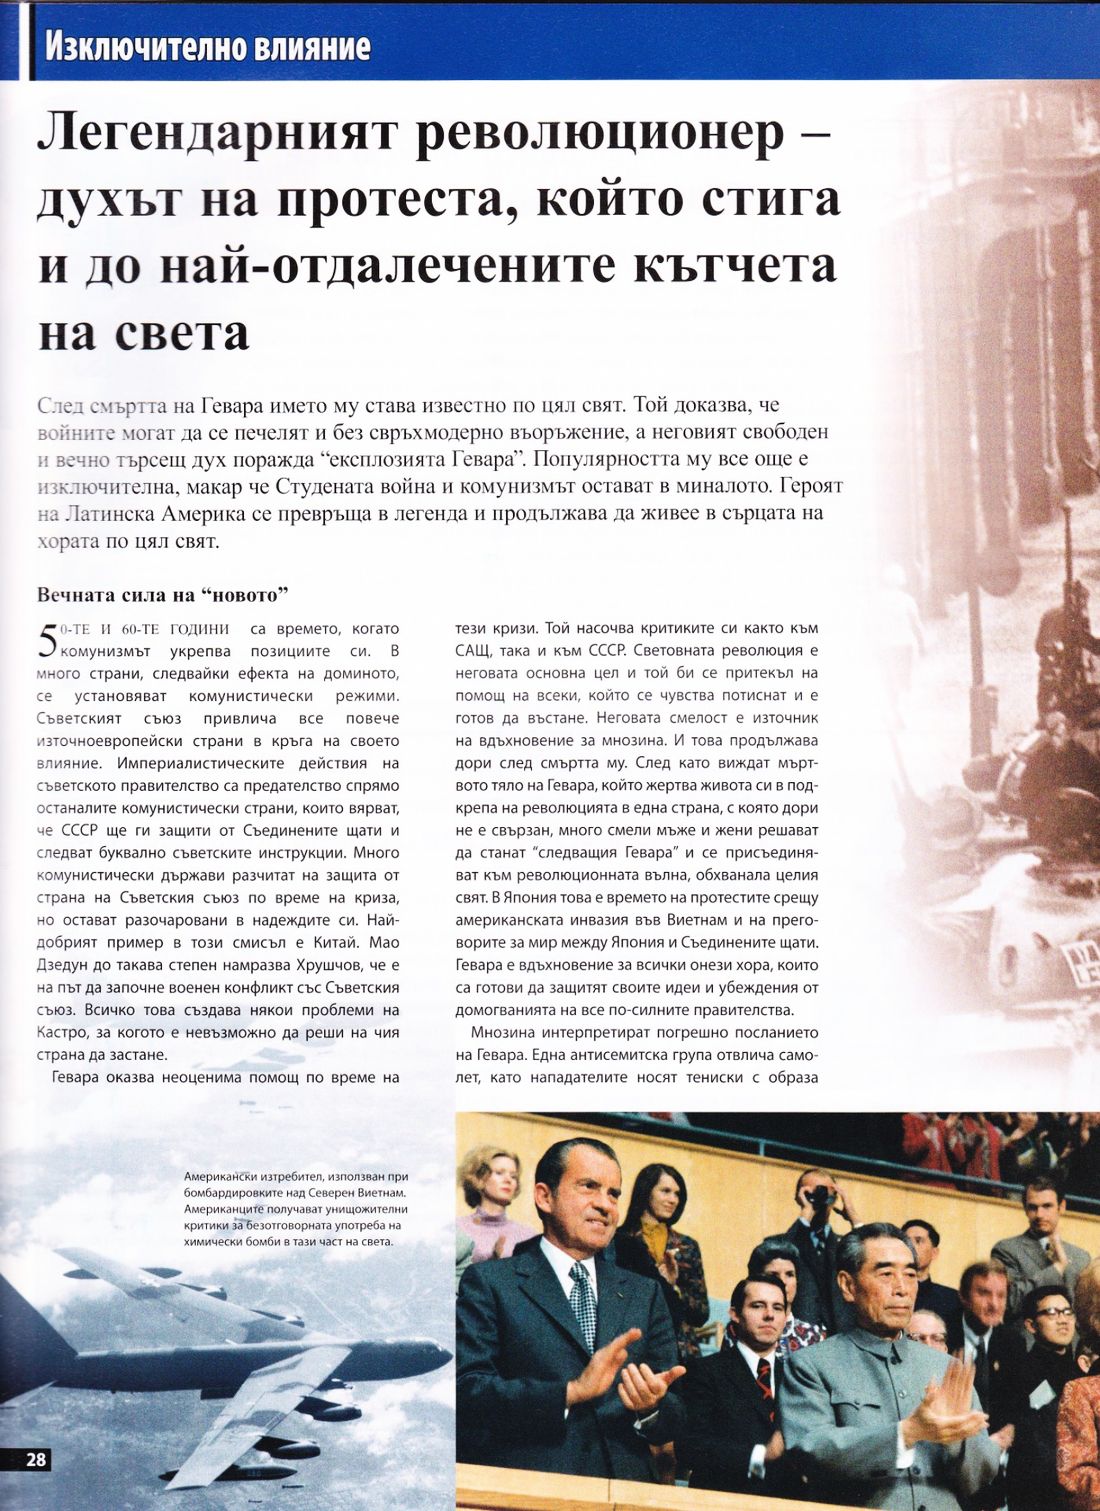 Изключително влияние
Легендарният революционер –
духът на протеста, който стига
и до най-отдалечените кътчета
на света
След смъртта на Гевара името му става известно по цял свят. Той доказва, че
войните могат да се печелят и без свръхмодерно въоръжение, а неговият свободен
и вечно търсещ дух поражда “експлозията Гевара”. Популярността му все още е
изключителна, макар че Студената война и комунизмът остават в миналото. Героят
на Латинска Америка се превръща в легенда и продължава да живее в сърцата на
хората по цял свят.
Вечната сила на “новото”
50-ТЕ И 60-ТЕ ГОДИНИ са времето, когато
комунизмът укрепва позициите си. В
много страни, следвайки ефекта на доминото,
се установяват комунистически режими.
Съветският съюз привлича все повече
източноевропейски страни в кръга на своето
влияние. Империалистическите действия на
съветското правителство са предателство спрямо
останалите комунистически страни, които вярват,
че СССР ще ги защити от Съединените щати и
следват буквално съветските инструкции. Много
комунистически държави разчитат на защита от
страна на Съветския съюз по време на криза,
но остават разочаровани в надеждите си. Най-
добрият пример в този смисъл е Китай. Мао
Дзедун до такава степен намразва Хрушчов, че е
на път да започне военен конфликт със Съветския
съюз. Всичко това създава някои проблеми на
Кастро, за когото е невъзможно да реши на чия
страна да застане.
Гевара оказва неоценима помощ по време на
тези кризи. Той насочва критиките си както към
САЩ, така и към СССР. Световната революция е
неговата основна цел и той би се притекъл на
помощ на всеки, който се чувства потиснат и е
готов да въстане. Неговата смелост е източник
на вдъхновение за мнозина. И това продължава
дори след смъртта му. След като виждат мърт-
вото тяло на Гевара, който жертва живота си в под-
крепа на революцията в една страна, с която дори
не е свързан, много смели мъже и жени решават
да станат “следващия Гевара” и се присъединя-
ват към революционната вълна, обхванала целия
свят. В Япония това е времето на протестите срещу
американската инвазия във Виетнам и на прего-
ворите за мир между Япония и Съединените щати.
Гевара е вдъхновение за всички онези хора, които
са готови да защитят своите идеи и убеждения от
домогванията на все по-силните правителства.
Мнозина интерпретират погрешно посланието
на Гевара. Една антисемитска група отвлича само-
лет, като нападателите носят тениски с образа
Американски изтребител, използван при
бомбардировките над Северен Виетнам.
Американците получават унищожителни
критики за безотговорната употреба на
химически бомби в тази част на света.
28